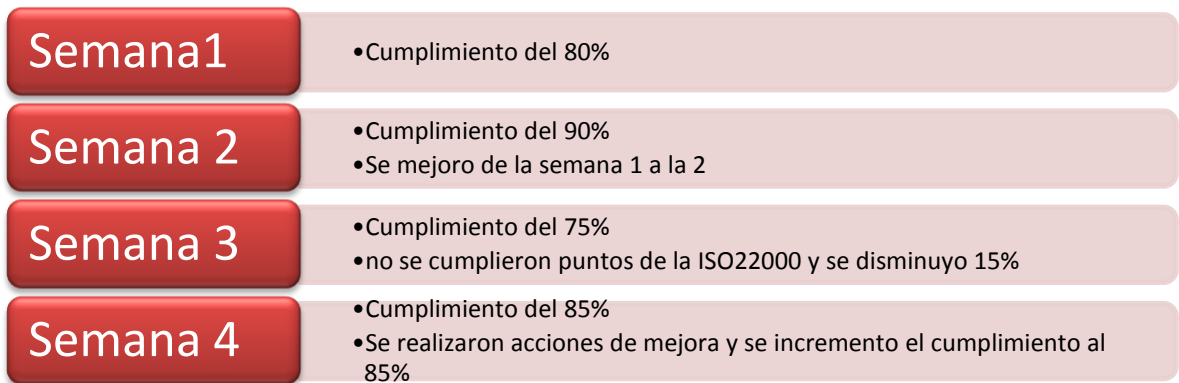 Semana1
•Cumplimiento del 80%
Semana 2
•Cumplimiento del 90%
•Se mejoro de la semana 1 a la 2
Semana 3
•Cumplimiento del 75%
•no se cumplieron puntos de la ISO22000 y se disminuyo 15%
Semana 4
•Cumplimiento del 85%
•Se realizaron acciones de mejora y se incremento el cumplimiento al
85%